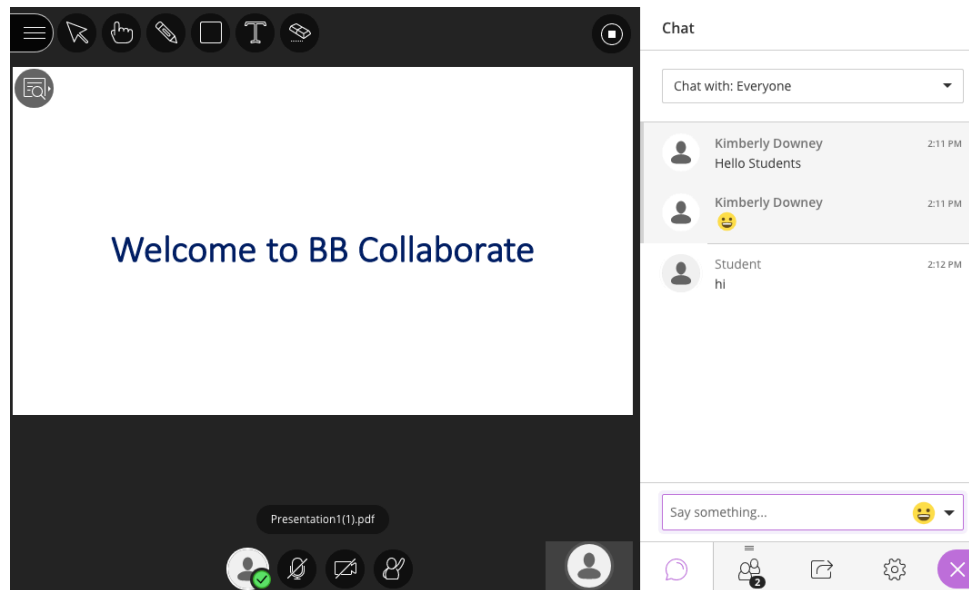 T
Chat
Chat with: Everyone
Kimberly Downey 2:11 PM
Hello Students
Kimberly Downey 2:11 PM
Student 2:12 PM
hi
Welcome to BB Collaborate
Presentation1(1).pdf
Say something...
2